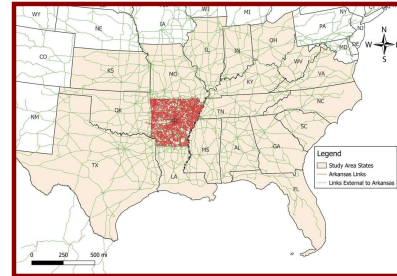 MI
NY
WY
IA
PA
NE
OH
IL
IN
MD
DE
N
W
E
S
CO
WV
VA
KS
MO
KY
NC
TN
OK
NM
SC
MS
AL
GA
TX
LA
FL
Legend
Study Area States
Arkansas Links
Links External to Arkansas
0
250
500 mi